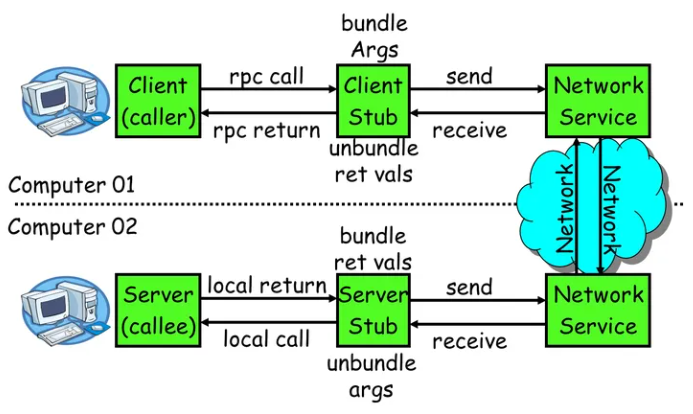 bundle
Args
Client
(caller)
rpc call
rpc return
Client
Stub
send
receive
Network
Service
unbundle
ret vals
Computer 01
Network
Network
Computer 02
bundle
ret vals
Server
(callee)
local return
local call
Server
Stub
send
receive
Network
Service
unbundle
args